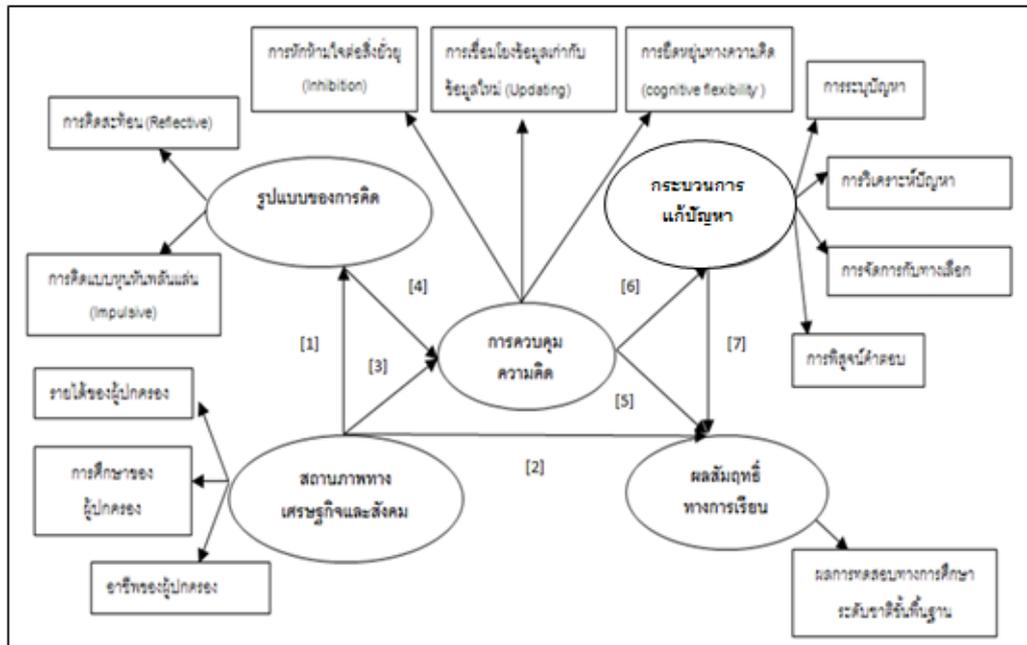 การหักห้ามใจต่อสิ่งยั่วยุ
(Inhibition)
การเชื่อมโยงข้อมูลเก่ากับ
ข้อมูลใหม่ (Updating)
การยืดหยุ่นทางความคิด
(cognitive flexibility )
การระบุปัญหา
การคิดสะท้อน (Reflective)
รูปแบบของการคิด
กระบวนการ
แก้ปัญหา
การวิเคราะห์ปัญหา
การคิดแบบหุนหันพลันแล่น
(Impulsive)
การจัดการกับทางเลือก
[4]
[6]
[1]
[3]
การควบคุม
ความคิด
[7]
การพิสูจน์คำตอบ
รายได้ของผู้ปกครอง
[5]
การศึกษาของ
ผู้ปกครอง
สถานภาพทาง
เศรษฐกิจและสังคม
[2]
ผลสัมฤทธิ์
ทางการเรียน
อาชีพของผู้ปกครอง
ผลการทดสอบทางการศึกษา
ระดับชาติขั้นพื้นฐาน